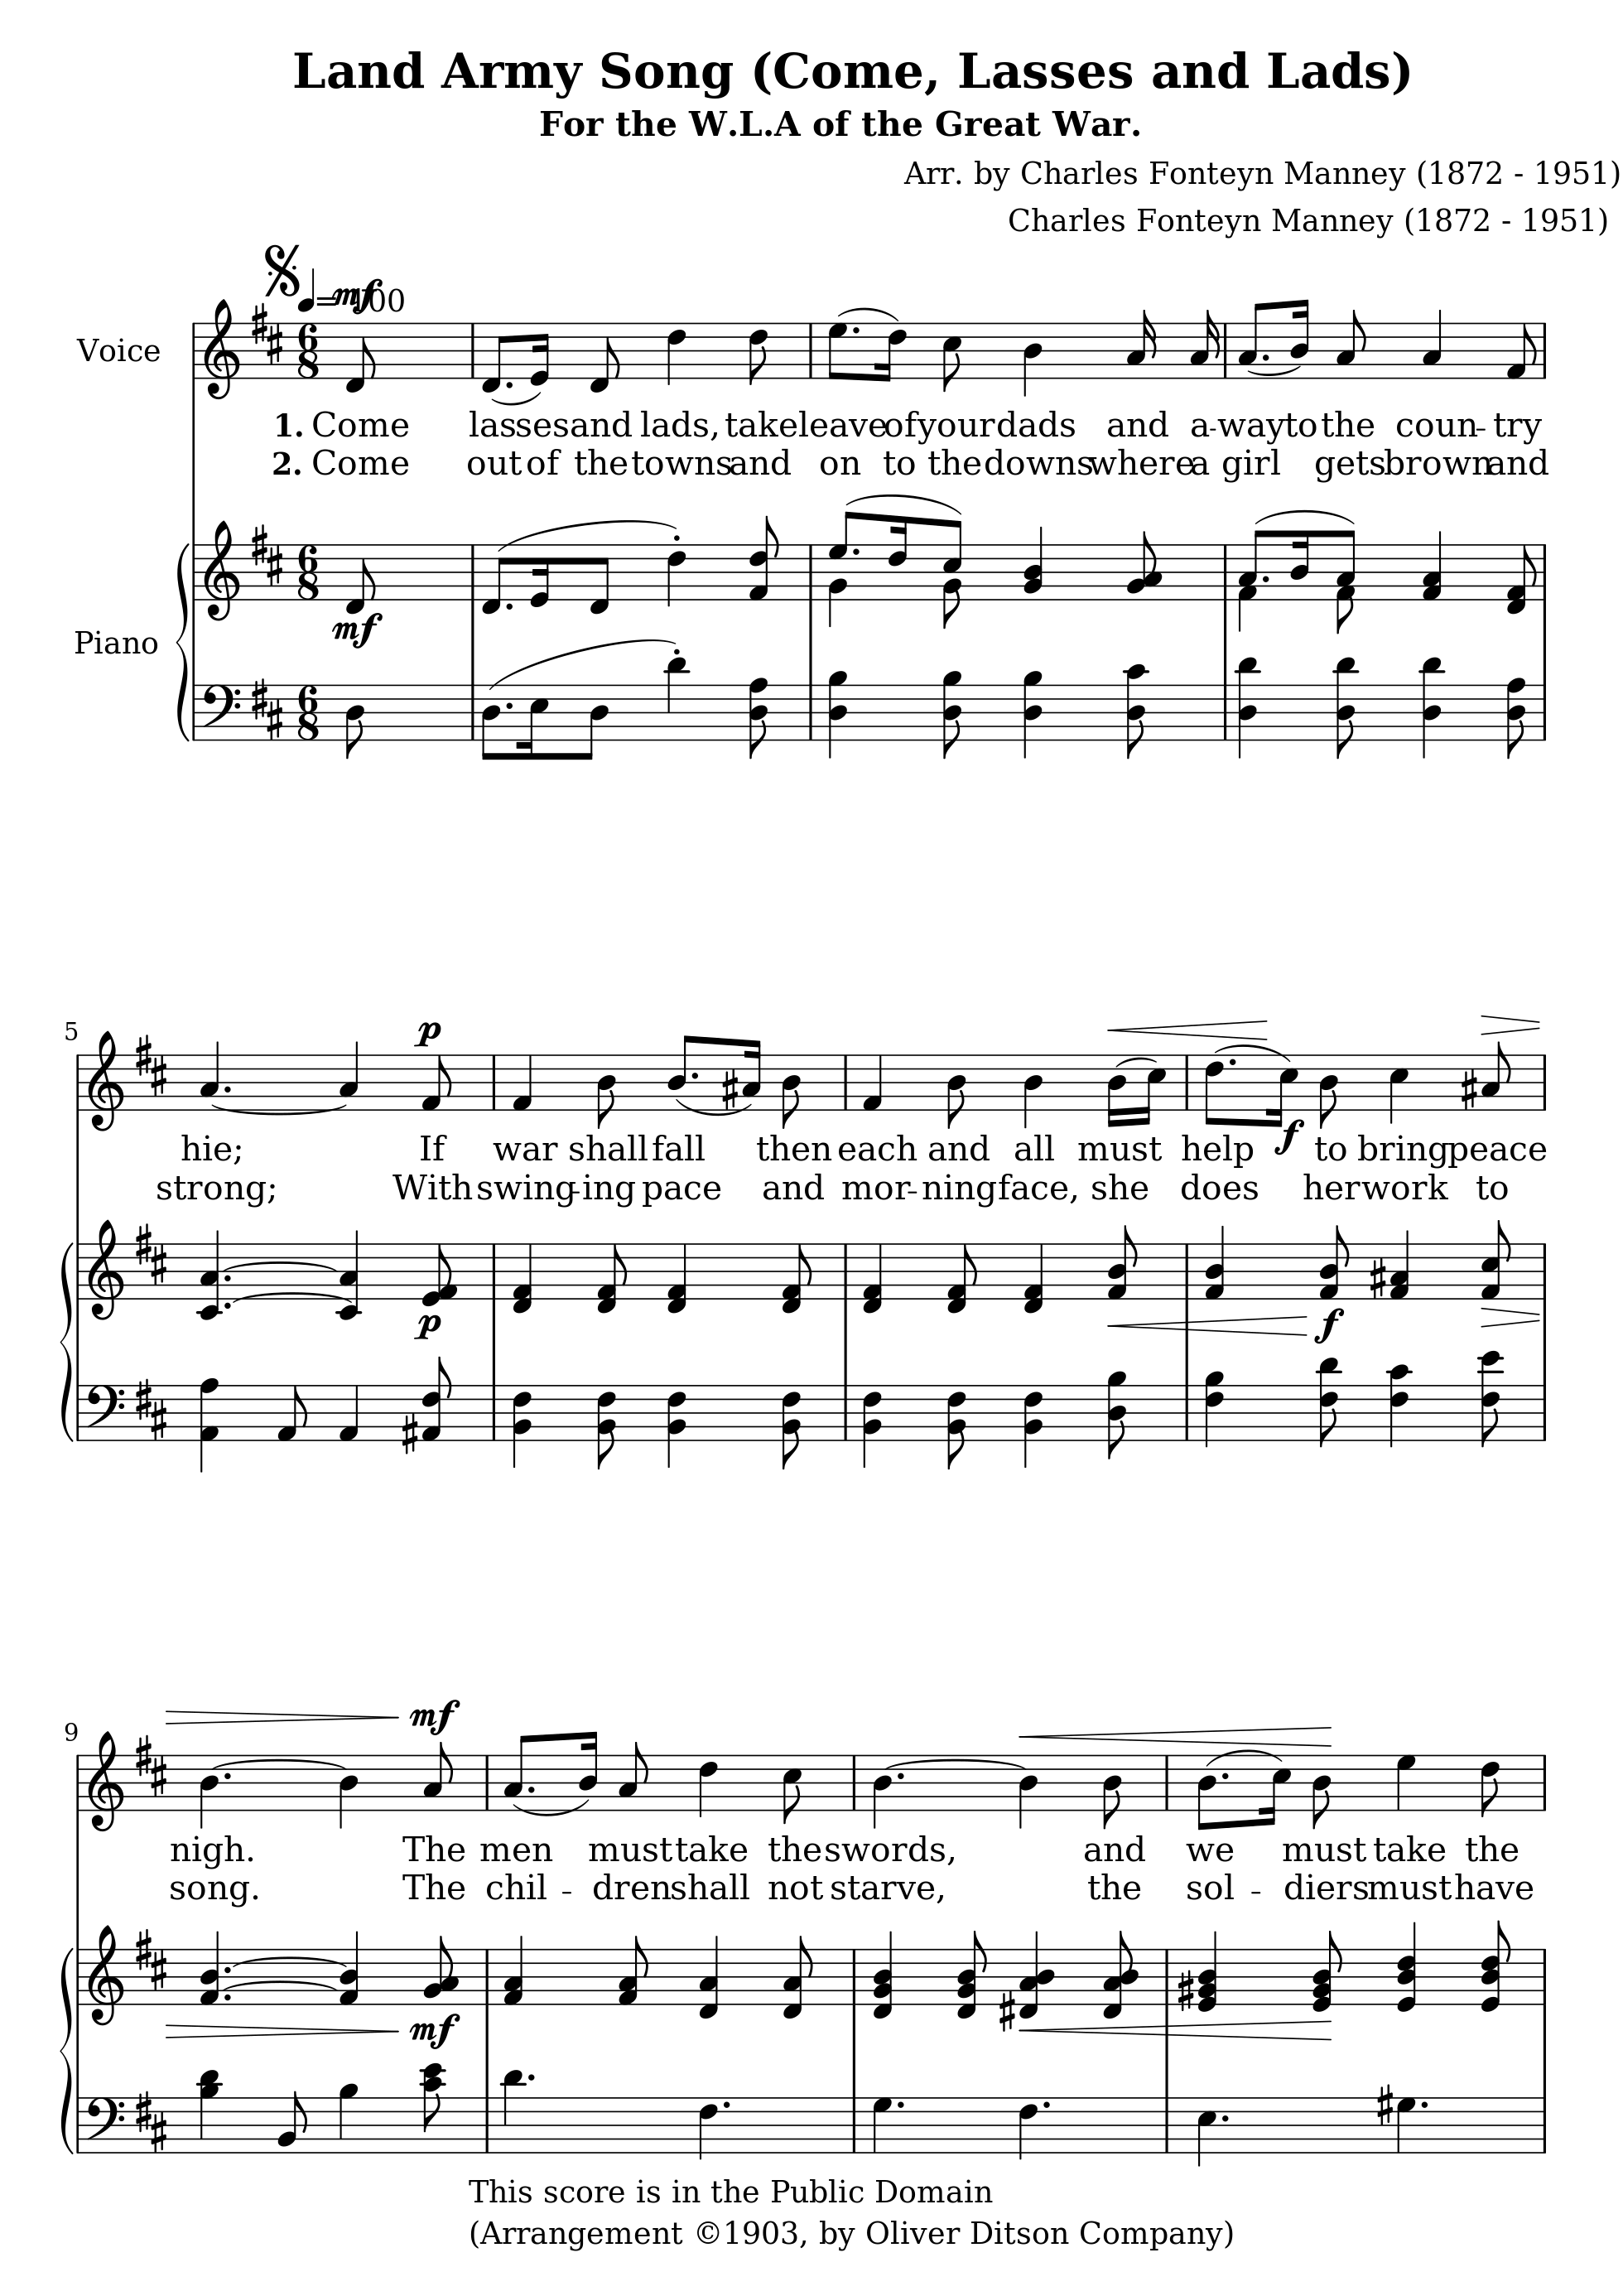 Land Army Song (Come, Lasses and Lads)
For the W.L.A of the Great War.
Arr. by Charles Fonteyn Manney (1872 - 1951)
Charles Fonteyn Manney (1872 - 1951)
mf
Voice
6 8
1. Come lasses and lads, take leave of your dads and a - way to the coun - try
2. Come out of the towns and on to the downs where a girl gets brown and
Piano
6 8
mf
6 8
5
p
f
hie; If war shall fall then each and all must help to bring peace
strong; With swing - ing pace and mor - ning face, she does her work to
p
f
9
mf
nigh. The men must take the swords, and we must take the
song. The chil - dren shall not starve, the sol - diers must have
mf
This score is in the Public Domain
(Arrangement ©1903, by Oliver Ditson Company)